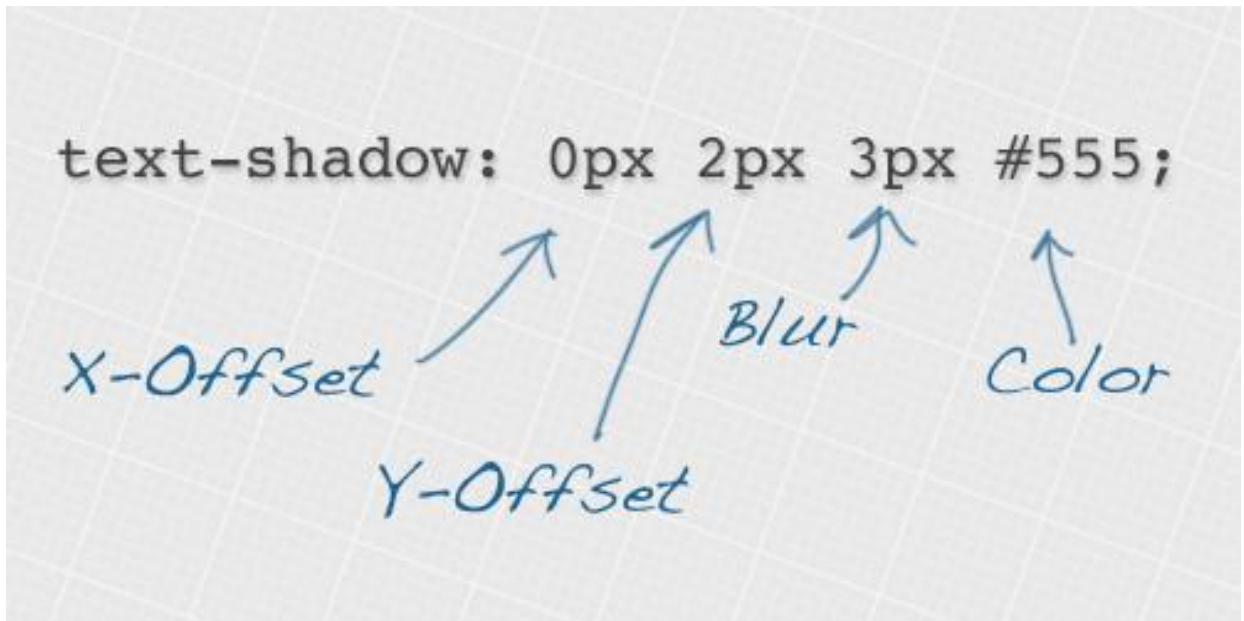 text-shadow: 0px 2px 3px #555;
Blur
X-Offset
Color
Y-Offset